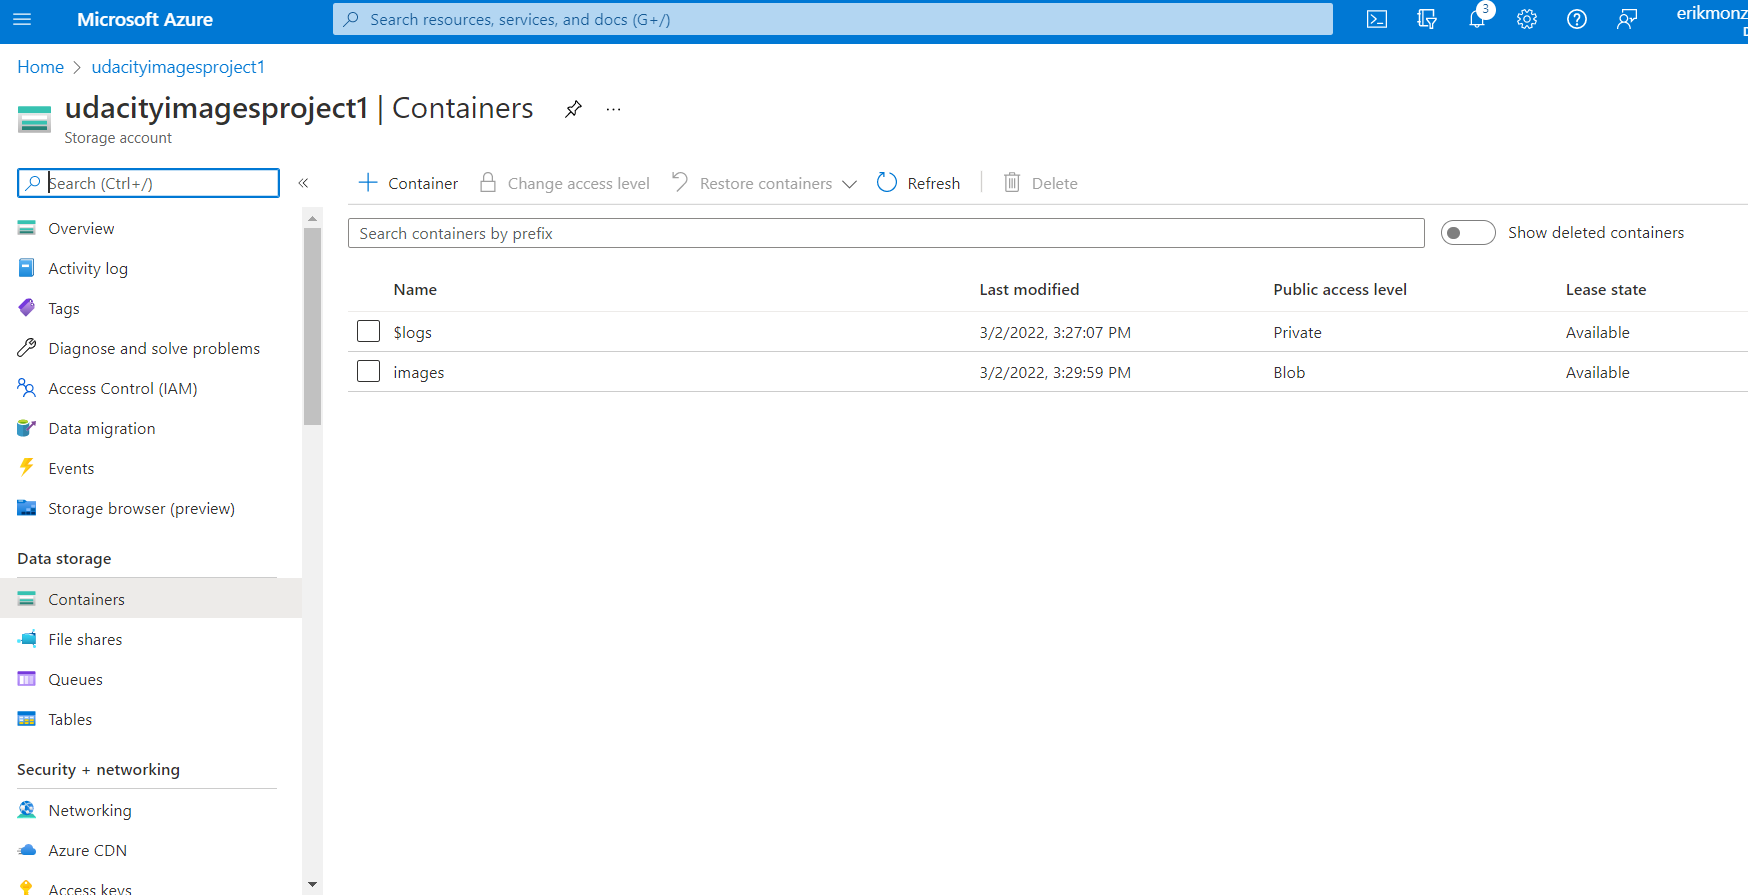 Microsoft Azure
Search resources, services, and docs (G+/)
3
erikmonz
Home > udacityimagesproject1
udacityimagesproject1 | Containers
Storage account
Search (Ctrl+/)
Container Change access level Restore containers Refresh Delete
Search containers by prefix
Show deleted containers
Name Last modified Public access level Lease state
$logs 3/2/2022, 3:27:07 PM Private Available
images 3/2/2022, 3:29:59 PM Blob Available
Overview
Activity log
Tags
Diagnose and solve problems
Access Control (IAM)
Data migration
Events
Storage browser (preview)
Data storage
Containers
File shares
Queues
Tables
Security + networking
Networking
Azure CDN
Access keys